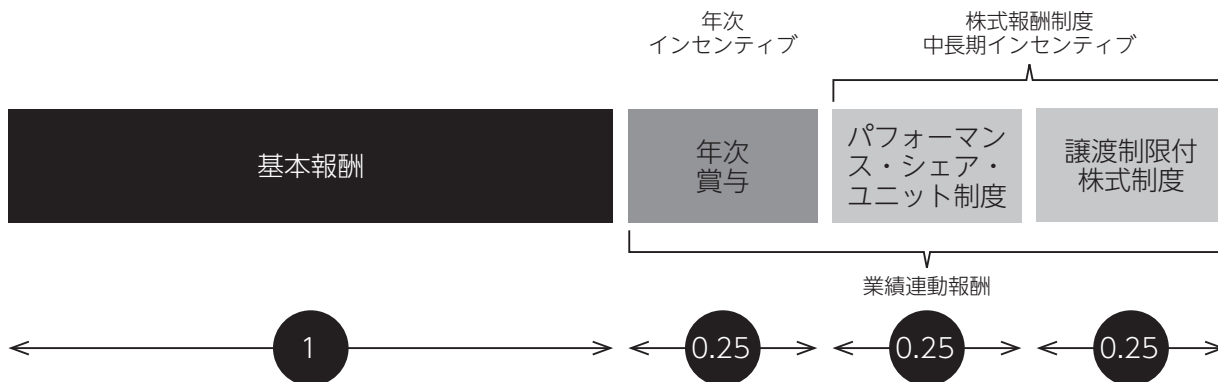 年次
インセンティブ
株式報酬制度
中長期インセンティブ
基本報酬
年次
賞与
パフォーマン
ス・シェア・
ユニット制度
譲渡制限付
株式制度
業績連動報酬
1
0.25
0.25
0.25